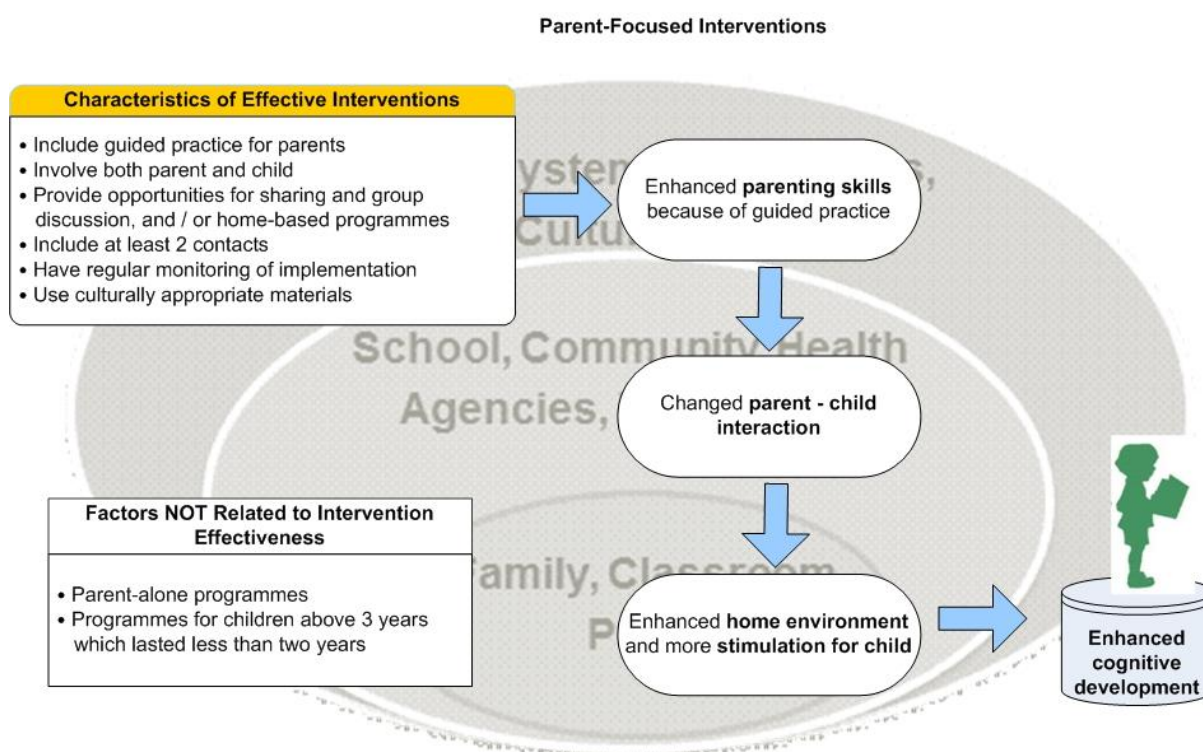 Parent-Focused Interventions
Characteristics of Effective Interventions
• Include guided practice for parents
• Involve both parent and child
• Provide opportunities for sharing and group
discussion, and / or home-based programmes
• Include at least 2 contacts
• Have regular monitoring of implementation
• Use culturally appropriate materials
Enhanced parenting skills
because of guided practice
School, Community Health
Agencies,
Changed parent - child
interaction
Factors NOT Related to Intervention
Effectiveness
• Parent-alone programmes
• Programmes for children above 3 years
which lasted less than two years
Family, Classroom
Enhanced home environment
and more stimulation for child
Enhanced
cognitive
development